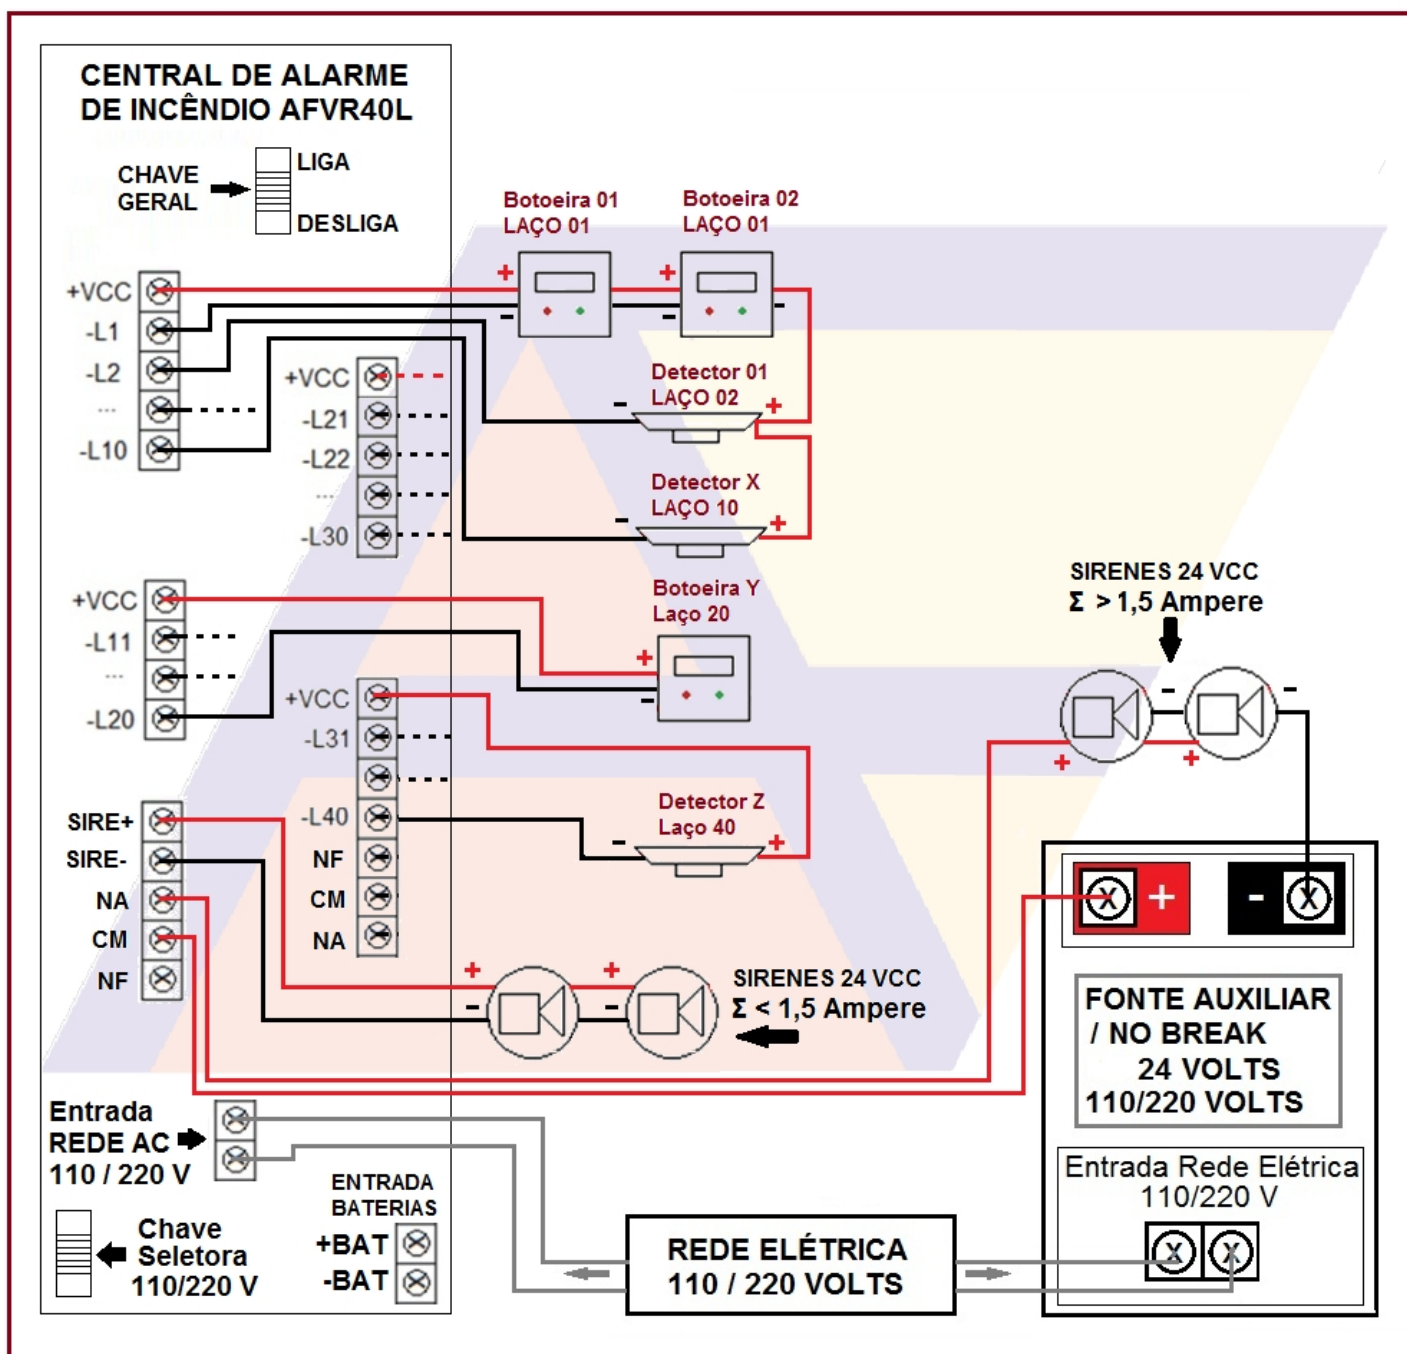 CENTRAL DE ALARME
DE INCÊNDIO AFVR40L
CHAVE
GERAL
LIGA
DESLIGA
Botoeira 01
LAÇO 01
Botoeira 02
LAÇO 01
+VCC
-L1
-L2
...
-L10
+
-
+
-
-
+VCC
-L21
-L22
...
-L30
Detector 01
LAÇO 02
-
+
Detector X
LAÇO 10
-
+
+VCC
-L11
...
-L20
Botoeira Y
Laço 20
+
-
SIRENES 24 VCC
Σ > 1,5 Ampere
-
-
+
+
+VCC
-L31
-L40
NF
CM
NA
Detector Z
Laço 40
-
+
SIRE+
SIRE-
NA
CM
NF
+
-
+
-
SIRENES 24 VCC
Σ < 1,5 Ampere
X
+
-
X
FONTE AUXILIAR
/ NO BREAK
24 VOLTS
110/220 VOLTS
Entrada
REDE AC
110 / 220 V
ENTRADA
BATERIAS
+BAT
-BAT
Chave
Seletora
110/220 V
REDE ELÉTRICA
110 / 220 VOLTS
Entrada Rede Elétrica
110/220 V
X
X